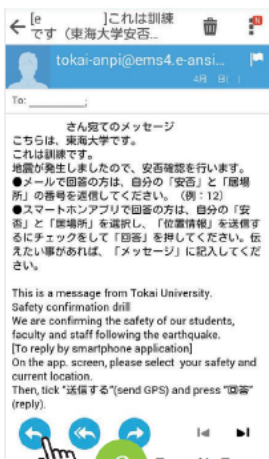 [e ]これは訓練
です（東海大学安否...
tokai-anpi@ems4.e-ansi...
4月 日( )
To: ;
さん宛てのメッセージ
こちらは、東海大学です。
これは訓練です。
地震が発生しましたので、安否確認を行います。
●メールで回答の方は、自分の「安否」と「居場
所」の番号を返信してください。（例：12）
●スマートホンアプリで回答の方は、自分の「安
否」と「居場所」を選択し、「位置情報」を送信す
るにチェックをして「回答」を押してください。伝
えたい事があれば、「メッセージ」に記入してくだ
さい。
This is a message from Tokai University.
Safety confirmation drill
We are confirming the safety of our students,
faculty and staff following the earthquake.
[To reply by smartphone application]
On the app. screen, please select your safety and
current location.
Then, tick "送信する"(send GPS) and press "回答"
(reply).